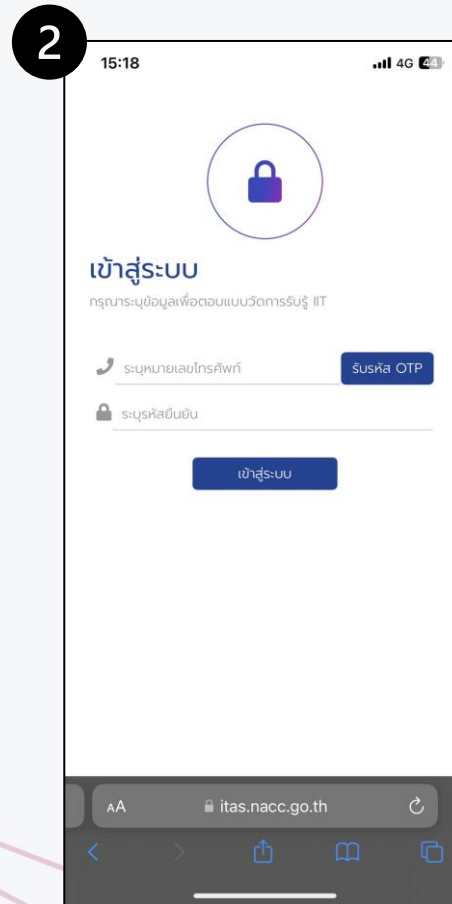 2
15:18
4G 44
เข้าสู่ระบบ
กรุณาระบุข้อมูลเพื่อตอบแบบวัดการรับรู้ IIT
ระบุหมายเลขโทรศัพท์
รับรหัส OTP
ระบุรหัสยืนยัน
เข้าสู่ระบบ
AA
itas.nacc.go.th